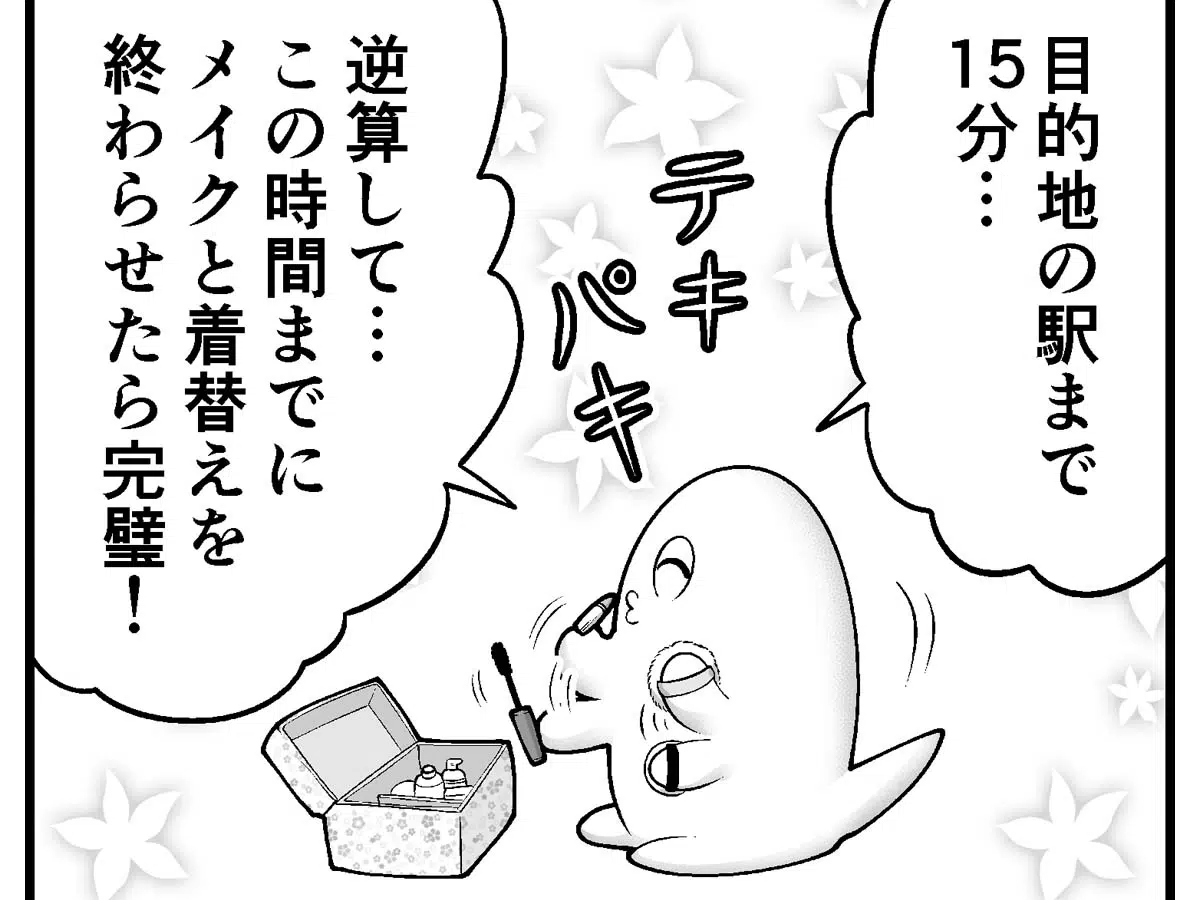 目的地の駅まで
15分…
テキ
パキ
逆算して…
この時間までに
メイクと着替えを
終わらせたら完璧！